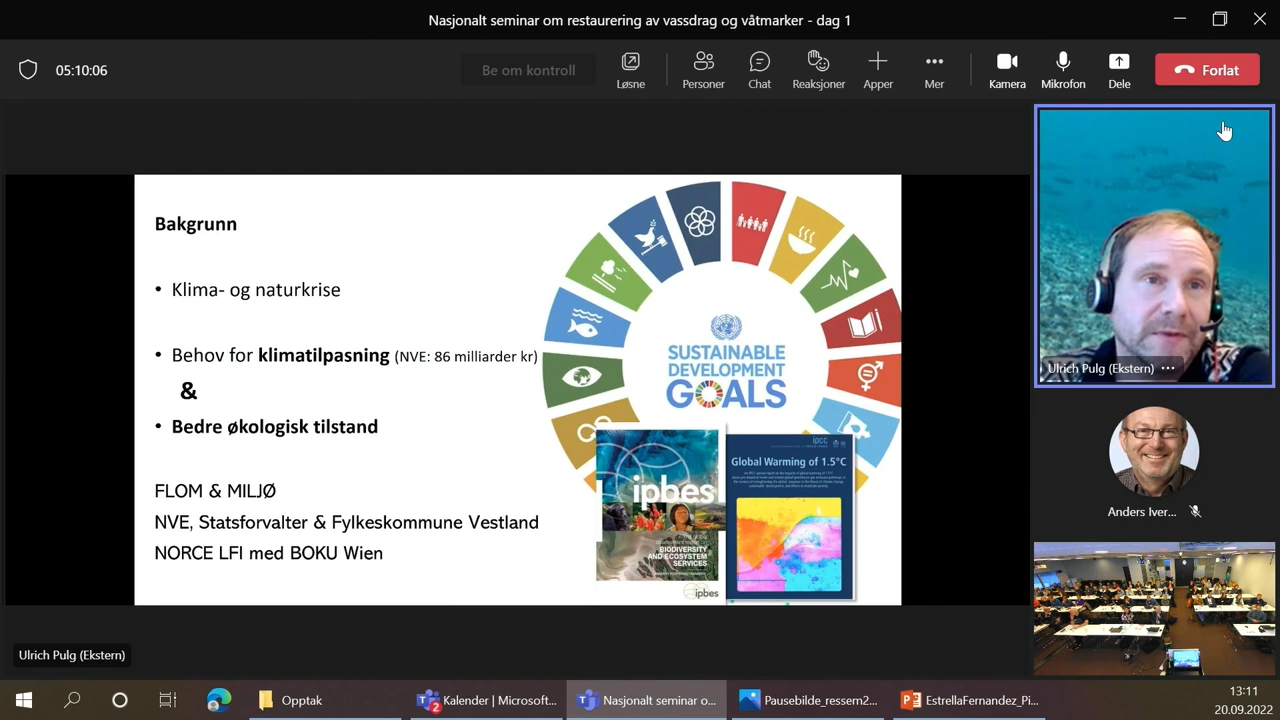 Nasjonalt seminar om restaurering av vassdrag og våtmarker - dag 1
05:10:06
Be om kontroll
Løsne
Personer
Chat
Reaksjoner
Apper
Mer
Kamera
Mikrofon
Dele
Forlat
Bakgrunn
• Klima- og naturkrise
• Behov for klimatilpasning (NVE: 86 milliarder kr)
&
• Bedre økologisk tilstand
FLOM & MILJØ
NVE, Statsforvalter & Fylkeskommune Vestland
NORCE LFI med BOKU Wien
SUSTAINABLE
DEVELOPMENT
GOALS
ipbes
BIODIVERSITY
AND ECOSYSTEM
SERVICES
ipbes
ipcc
Global Warming of 1.5°C
Ulrich Pulg (Ekstern)
Anders Iver...
Ulrich Pulg (Ekstern)
Opptak
2
Kalender | Microsoft...
Nasjonalt seminar o...
Pausebilde_ressem2...
EstrellaFernandez_Pi...
13:11
20.09.2022